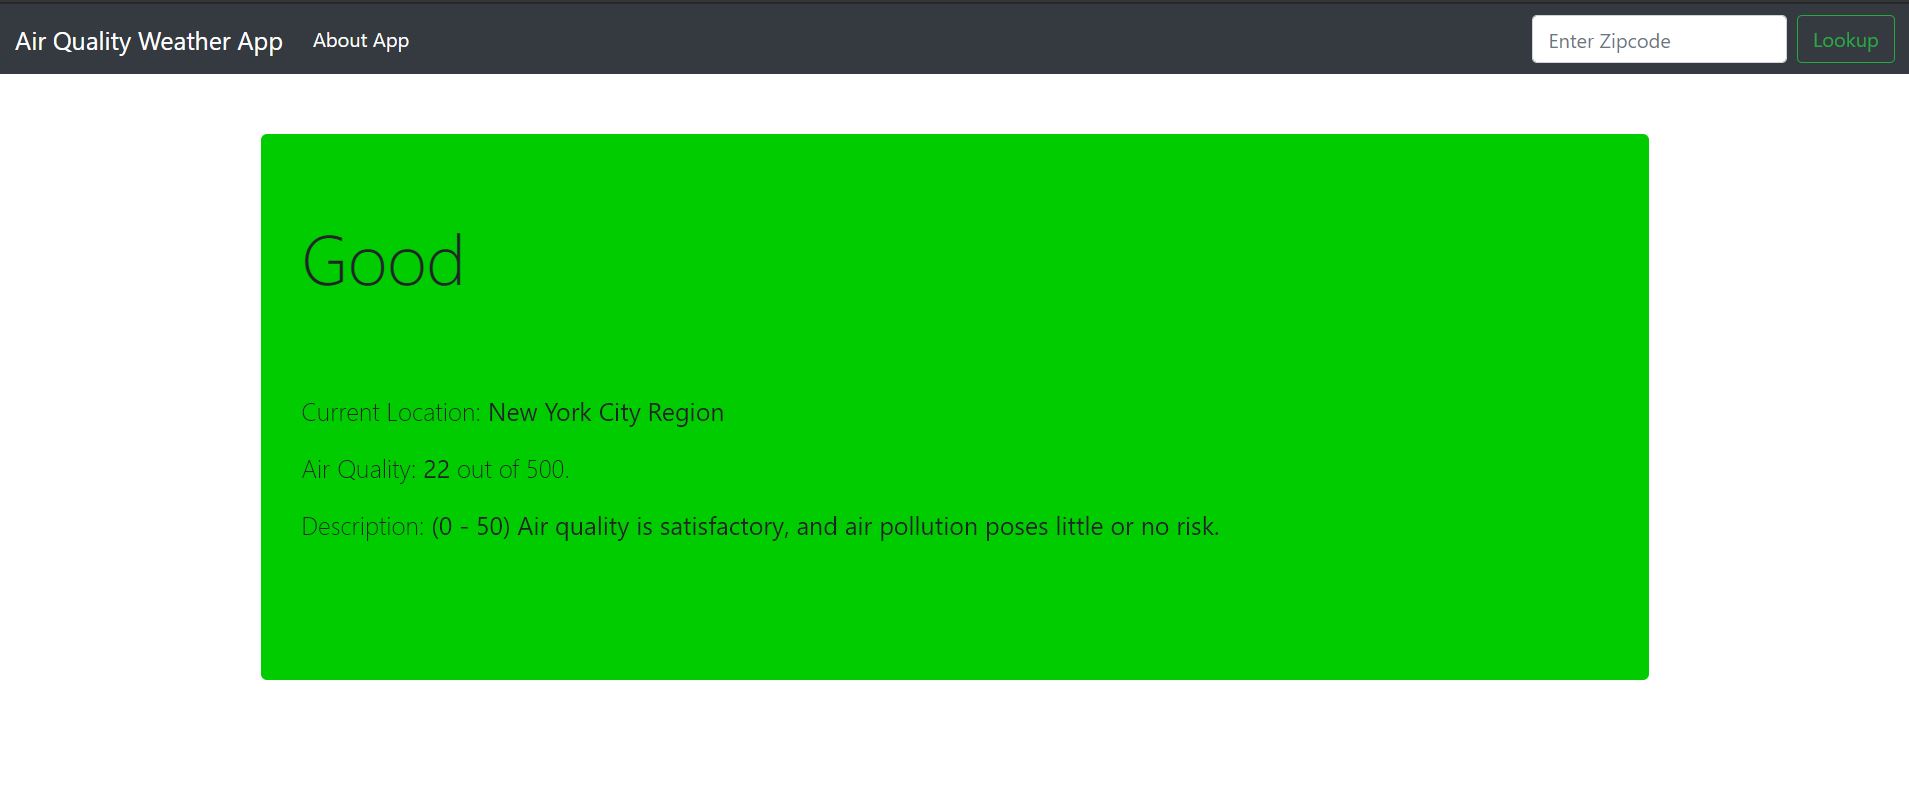 Air Quality Weather App About App Enter Zipcode Lookup
Good
Current Location: New York City Region
Air Quality: 22 out of 500.
Description: (0 - 50) Air quality is satisfactory, and air pollution poses little or no risk.